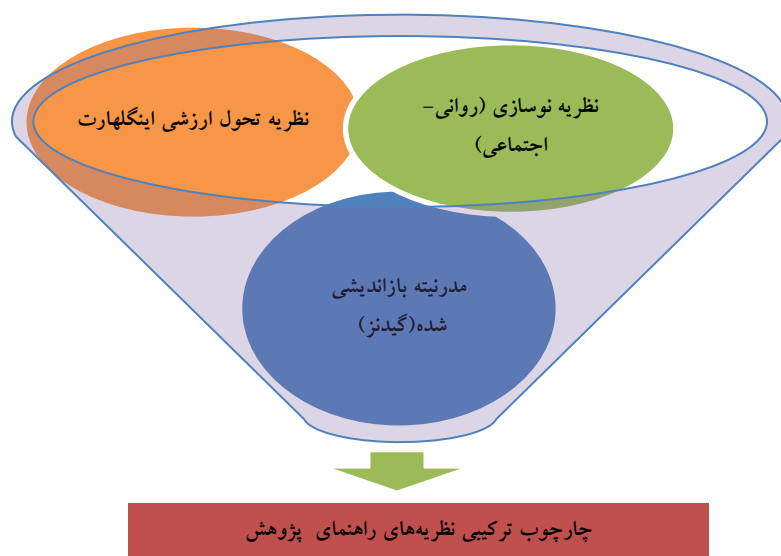 نظریه نوسازی (روانی-
اجتماعی)
نظریه تحول ارزشی اینگلهارت
مدرنیته بازاندیشی
شده(گیدنز)
چارچوب ترکیبی نظریه‌های راهنمای پژوهش